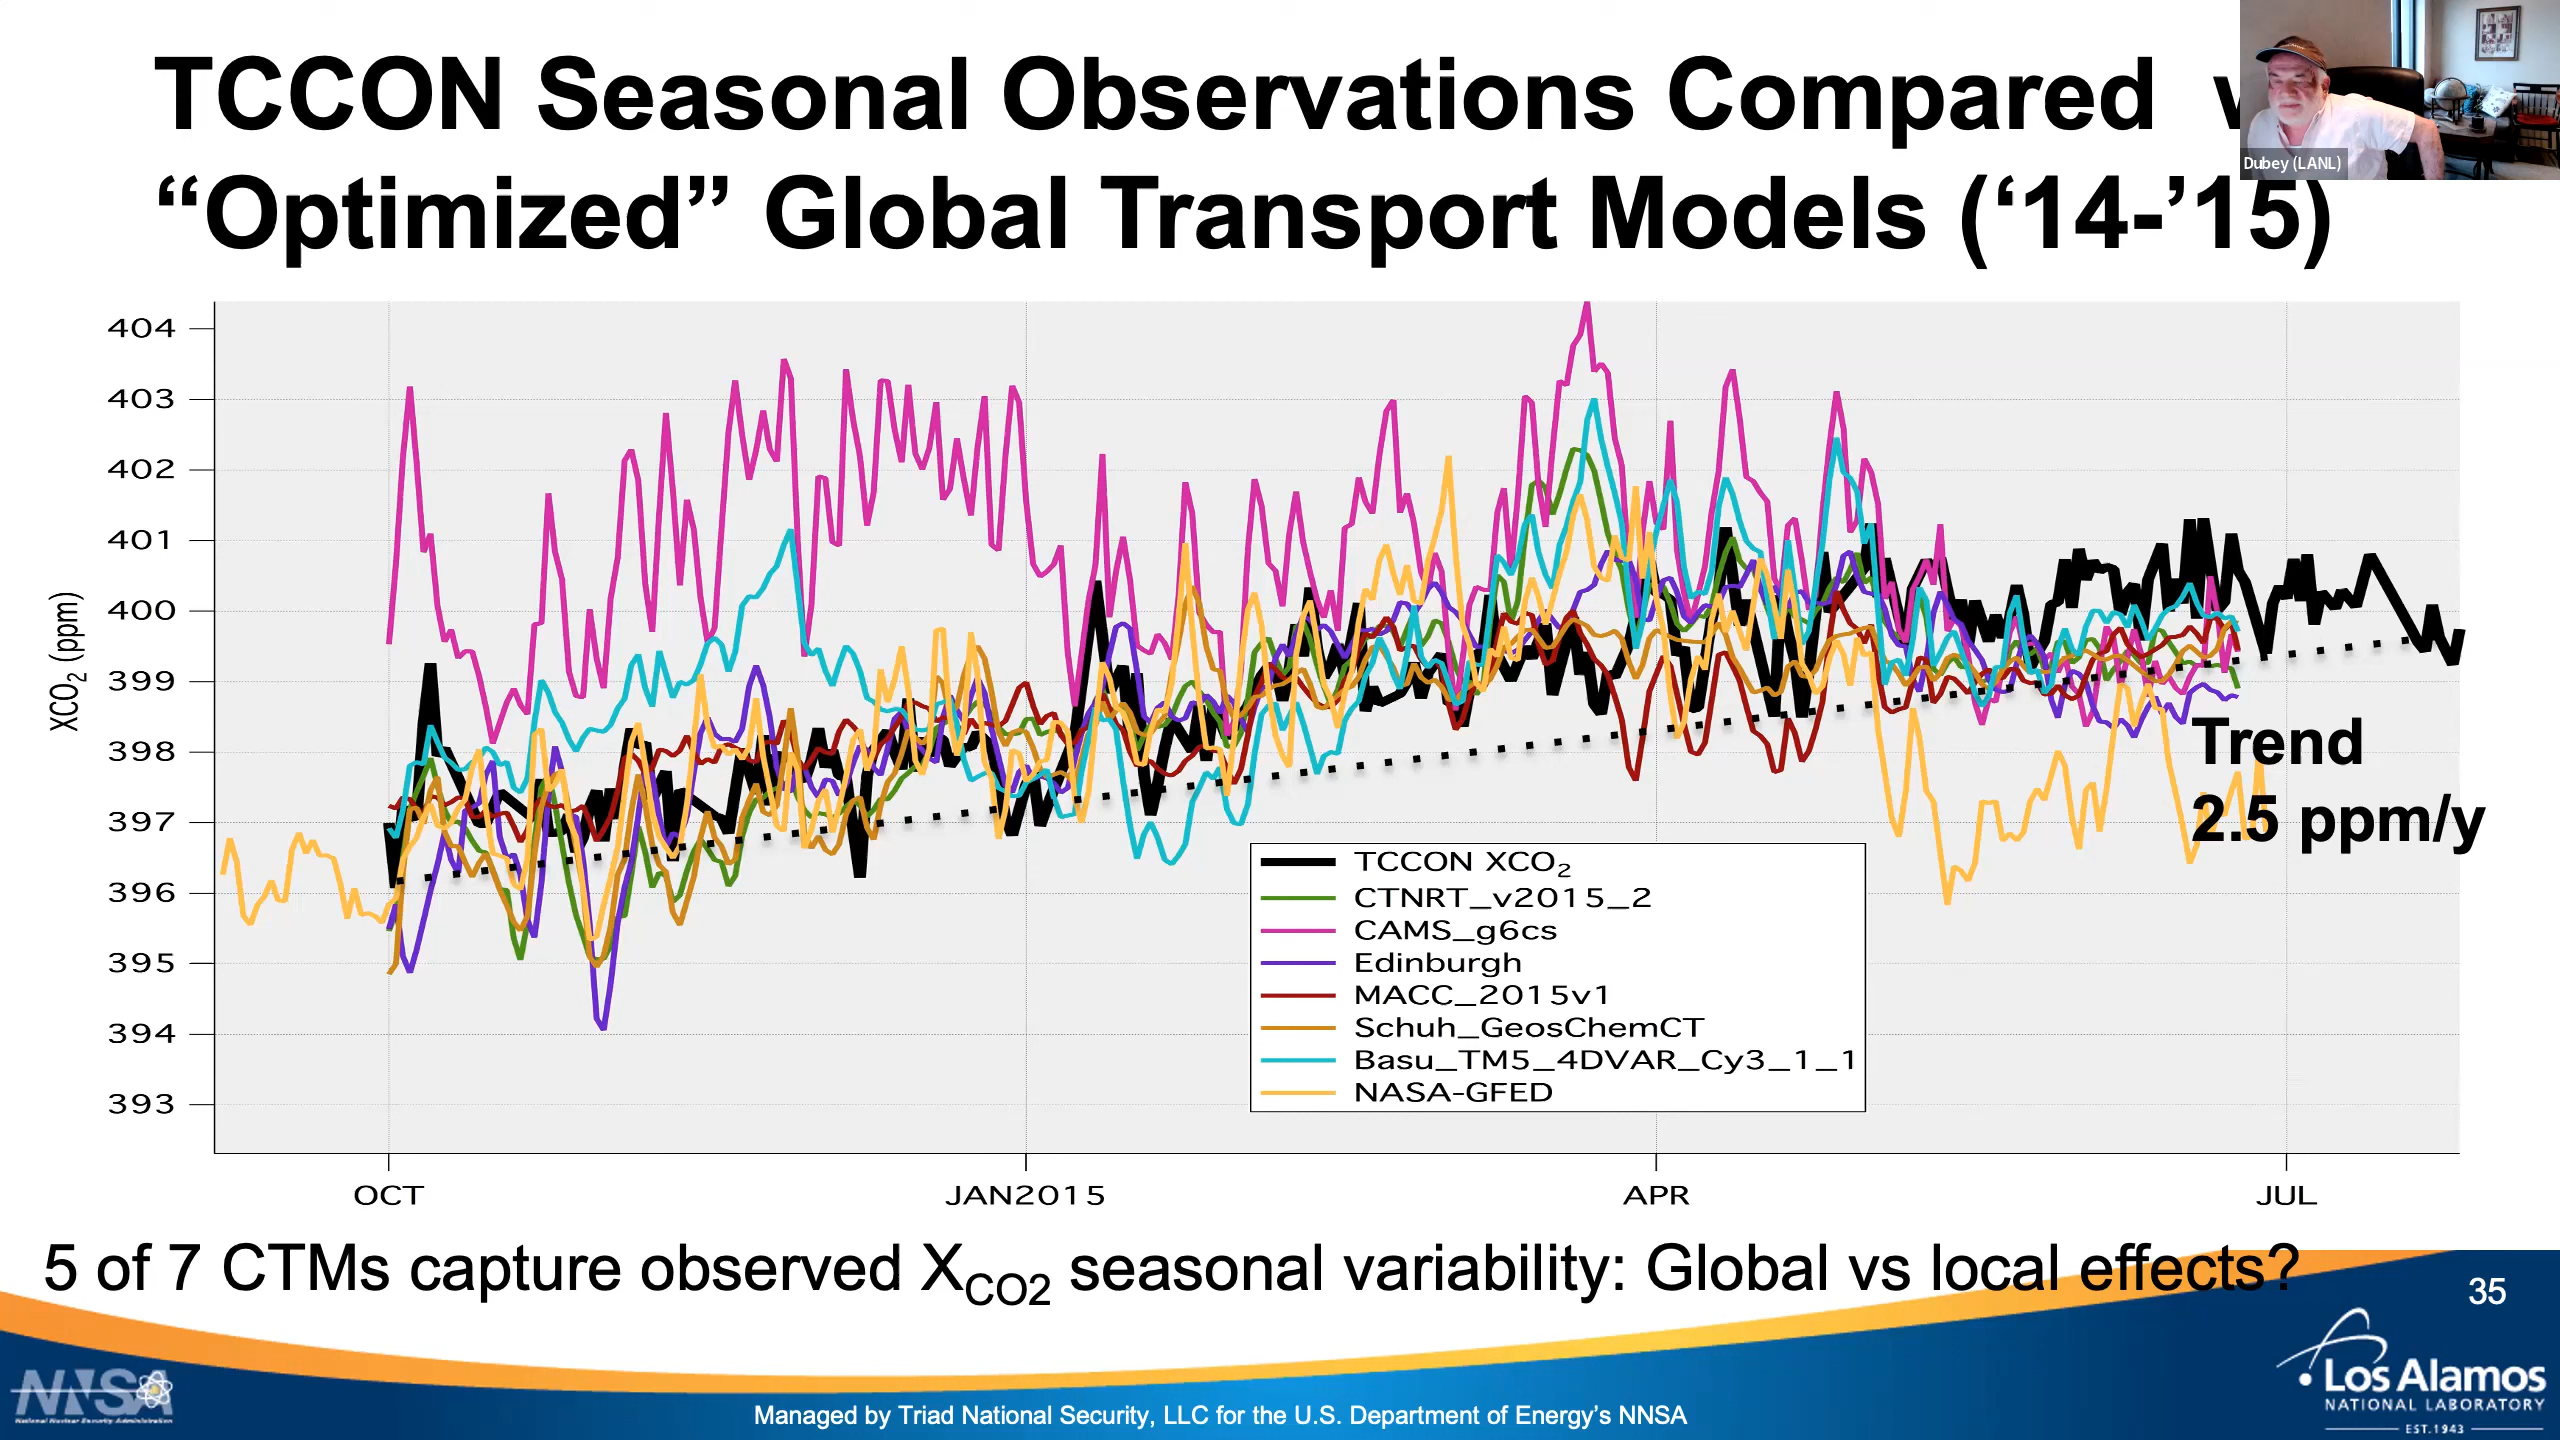 TCCON Seasonal Observations Compared
“Optimized” Global Transport Models (‘14-’15)
Dubey (LANL)
404
403
402
401
400
399
398
397
396
395
394
393
XCO2 (ppm)
Trend
2.5 ppm/y
TCCON XCO2
CTNRT_v2015_2
CAMS_g6cs
Edinburgh
MACC_2015v1
Schuh_GeosChemCT
Basu_TM5_4DVAR_Cy3_1_1
NASA-GFED
OCT JAN2015 APR JUL
5 of 7 CTMs capture observed XCO2 seasonal variability: Global vs local effects?
35
NNSA
National Nuclear Security Administration
Managed by Triad National Security, LLC for the U.S. Department of Energy’s NNSA
Los Alamos
NATIONAL LABORATORY
EST.1943